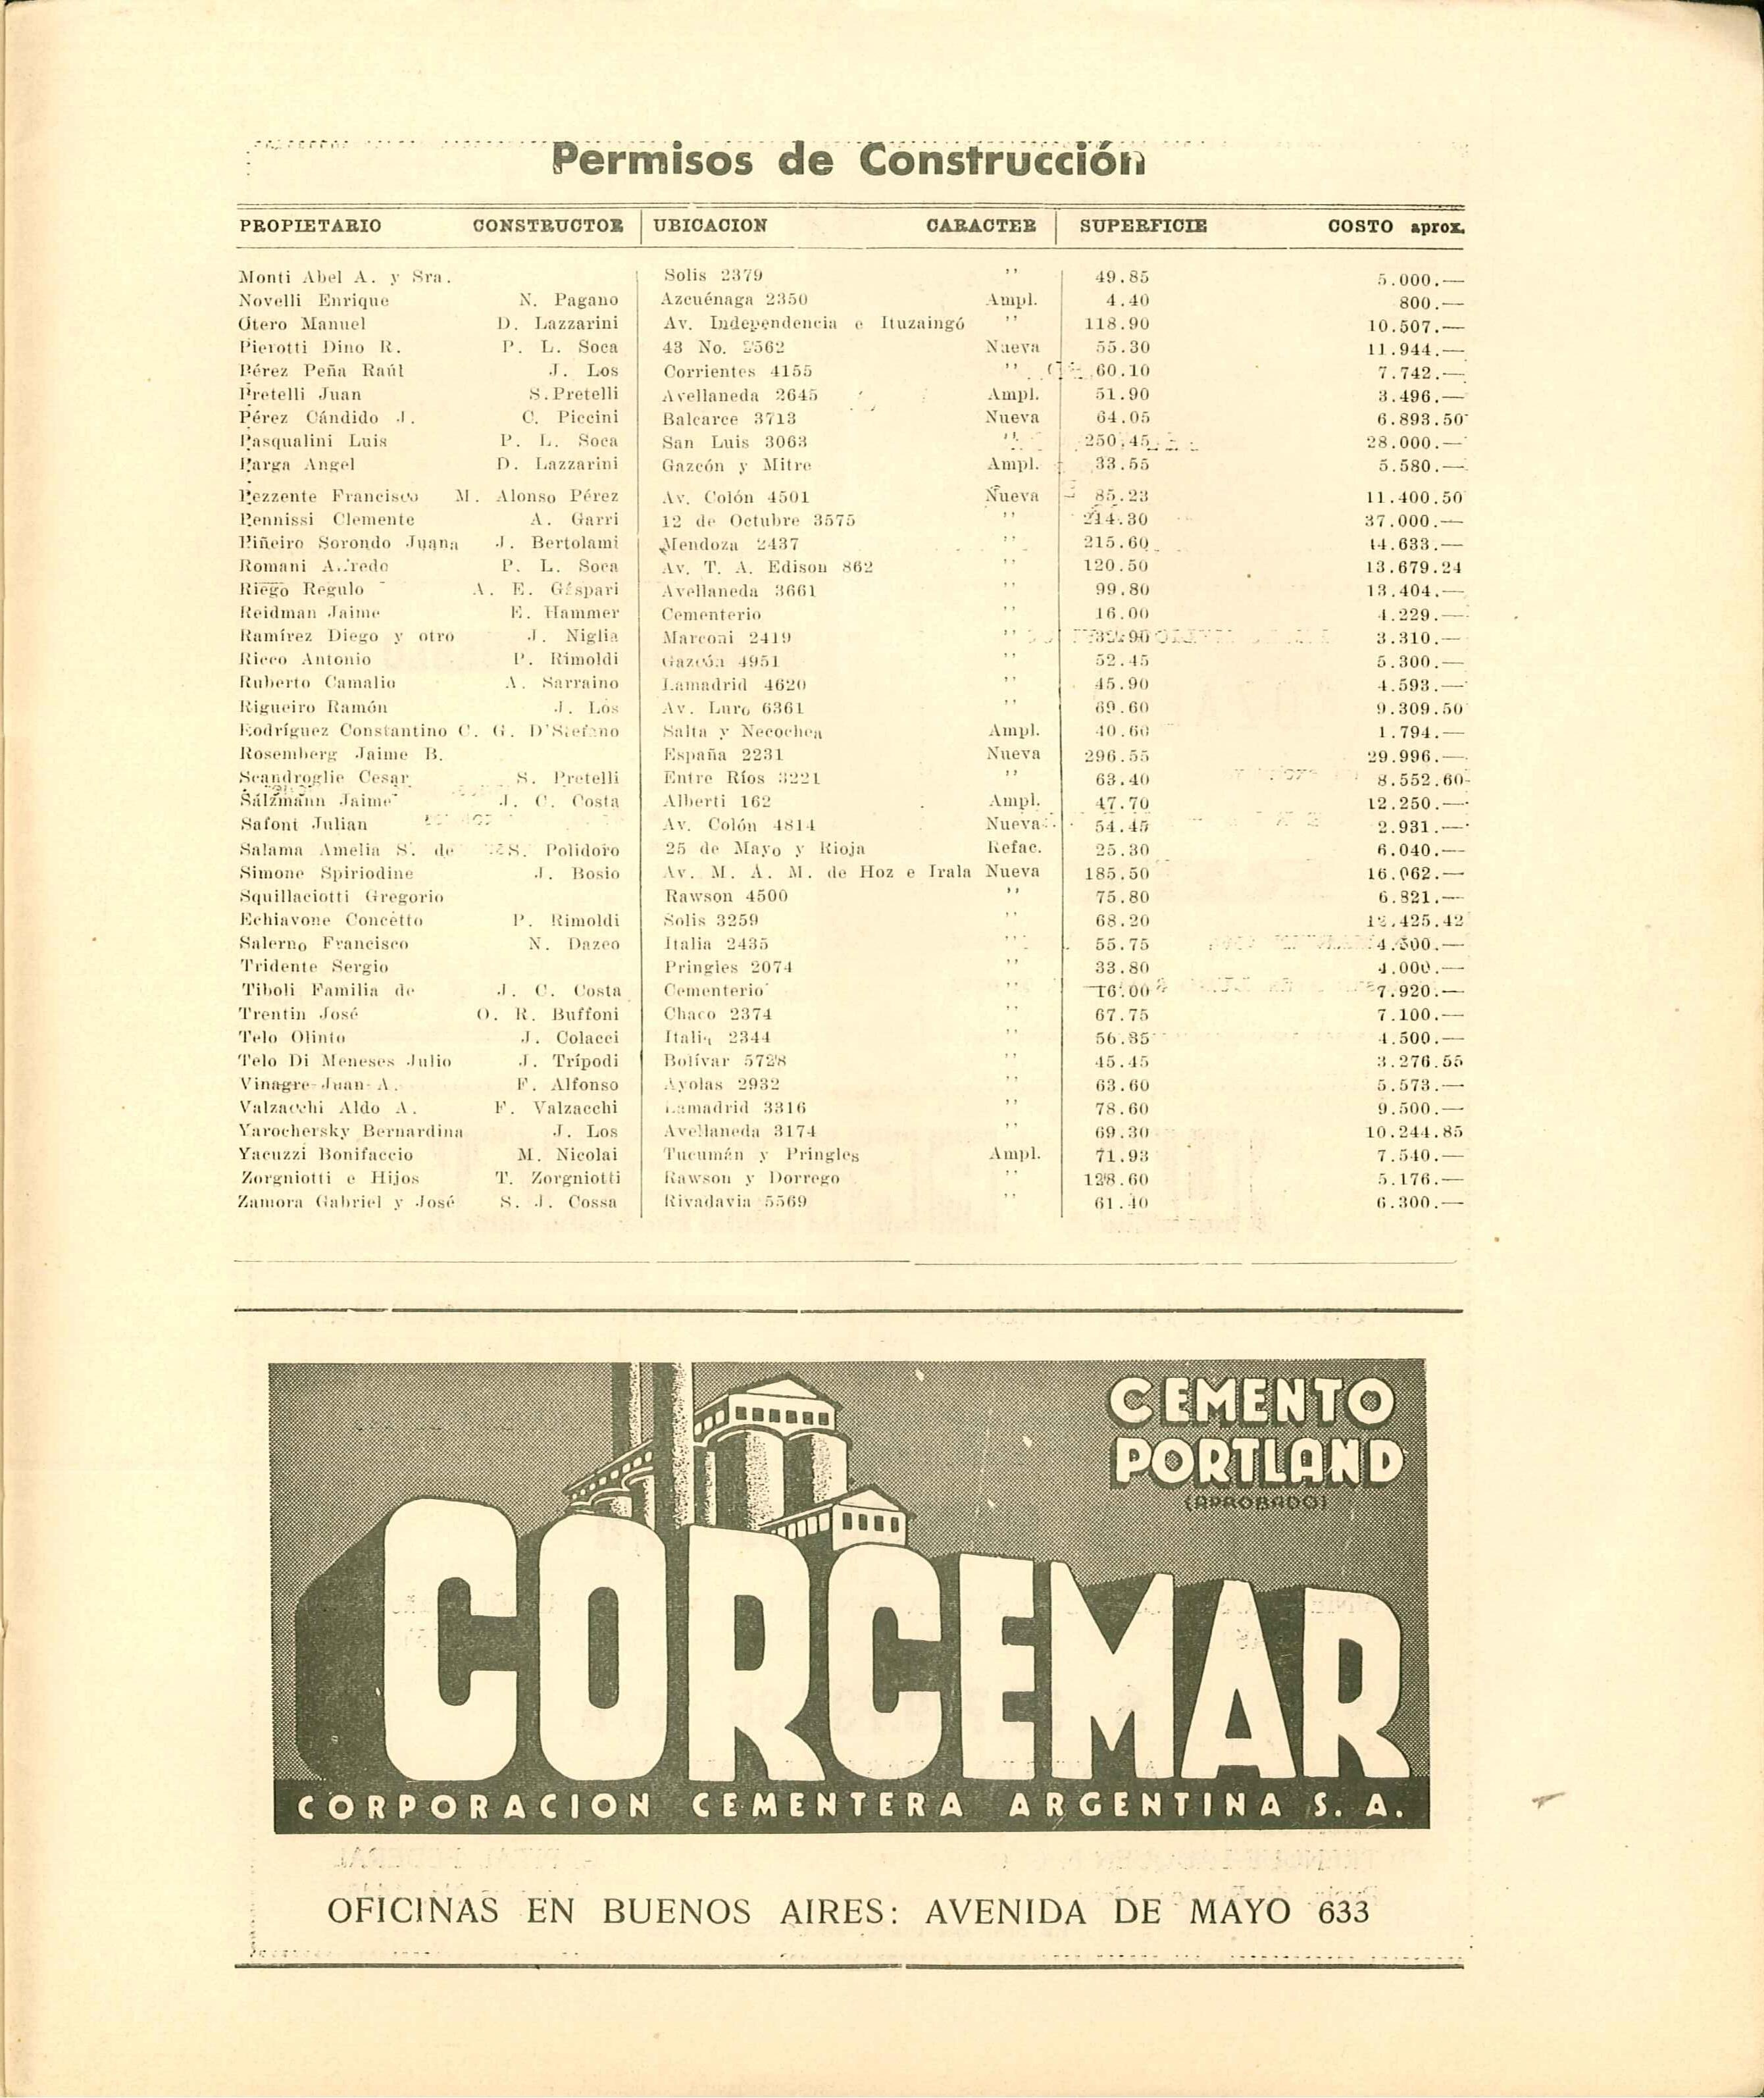 Permisos de Construcción
PROPIETARIO CONSTRUCTOR UBICACION CARACTER SUPERFICIE COSTO aprox.
Monti Abel A. y Sra. Solis 2379 ’’ 49.85 5.000.—
Novelli Enrique N. Pagano Azcuénaga 2350 Ampl. 4.40 800.—
Otero Manuel D. Lazzarini Av. Independencia e Ituzaingó ’’ 118.90 10.507.—
Pierotti Dino R. P. L. Soca 43 No. 2562 Nueva 55.30 11.944.—
Pérez Peña Raúl J. Los Corrientes 4155 ’’ 60.10 7.742.—
Pretelli Juan S.Pretelli Avellaneda 2645 Ampl. 51.90 3.496.—
Pérez Cándido J. C. Piccini Balcarce 3713 Nueva 64.05 6.893.50
Pasqualini Luis P. L. Soca San Luis 3063 ’’ 250.45 28.000.—
Parga Angel D. Lazzarini Gazcón y Mitre Ampl. 33.55 5.580.—
Pezzente Francisco M. Alonso Pérez Av. Colón 4501 Nueva 85.23 11.400.50
Pennissi Clemente A. Garri 12 de Octubre 3575 ’’ 214.30 37.000.—
Piñeiro Sorondo Juana J. Bertolami Mendoza 2437 ’’ 215.60 14.633.—
Romani Alfredo P. L. Soca Av. T. A. Edison 862 ’’ 120.50 13.679.24
Riego Regulo A. E. Gáspari Avellaneda 3661 ’’ 99.80 13.404.—
Reidman Jaime E. Hammer Cementerio ’’ 16.00 4.229.—
Ramírez Diego y otro J. Niglia Marconi 2419 ’’ 3.310.—
Ricco Antonio P. Rimoldi Gazcón 4951 ’’ 52.45 5.300.—
Ruberto Camalio A. Sarraino Lamadrid 4620 ’’ 45.90 4.593.—
Rigueiro Ramón J. Lós Av. Luro 6361 ’’ 69.60 9.309.50
Rodríguez Constantino C. G. D'Stefano Salta y Necochea Ampl. 40.60 1.794.—
Rosemberg Jaime B. España 2231 Nueva 296.55 29.996.—
Scandroglie Cesar S. Pretelli Entre Ríos 3221 ’’ 63.40 8.552.60
Salzmann Jaime J. C. Costa Alberti 162 Ampl. 47.70 12.250.—
Safoni Julian Av. Colón 4814 Nueva 54.45 2.931.—
Salama Amelia S. de S. Polidoro 25 de Mayo y Rioja Refac. 25.30 6.040.—
Simone Spiriodine J. Bosio Av. M. A. M. de Hoz e Irala Nueva 185.50 16.062.—
Squillaciotti Gregorio Rawson 4500 ’’ 75.80 6.821.—
Echiavone Concetto P. Rimoldi Solis 3259 ’’ 68.20
Salerno Francisco N. Dazeo Italia 2435 ’’ 55.75 4.500.—
Tridente Sergio Pringles 2074 ’’ 33.80 4.000.—
Tiboli Familia de J. C. Costa Cementerio ’’ 16.00 7.920.—
Trentin José O. R. Buffoni Chaco 2374 ’’ 67.75 7.100.—
Telo Olinto J. Colacci Italia 2344 ’’ 56.85 4.500.—
Telo Di Meneses Julio J. Trípodi Bolívar 5728 ’’ 45.45 3.276.55
Vinagre Juan A. F. Alfonso Ayolas 2932 ’’ 63.60 5.573.—
Valzacchi Aldo A. F. Valzacchi Lamadrid 3316 ’’ 78.60 9.500.—
Yarochersky Bernardina J. Los Avellaneda 3174 ’’ 69.30 10.244.85
Yacuzzi Bonifaccio M. Nicolai Tucumán y Pringles Ampl. 71.93 7.540.—
Zorgniotti e Hijos T. Zorgniotti Rawson y Dorrego ’’ 128.60 5.176.—
Zamora Gabriel y José S. J. Cossa Rivadavia 5569 ’’ 61.40 6.300.—
CEMENTO
PORTLAND
(APROBADO)
CORCEMAR
CORPORACION CEMENTERA ARGENTINA S. A.
OFICINAS EN BUENOS AIRES: AVENIDA DE MAYO 633